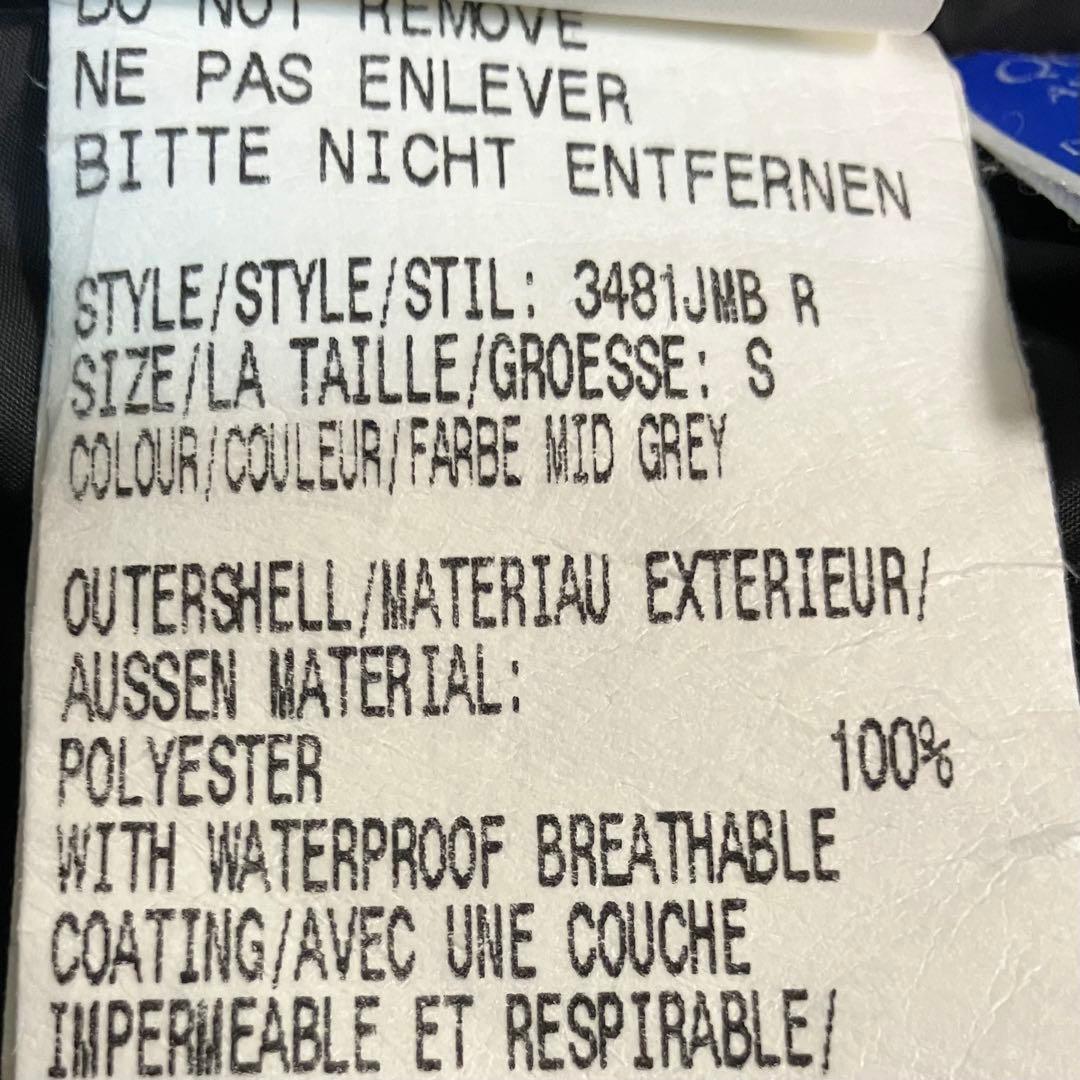 DO NOT REMOVE
NE PAS ENLEVER
BITTE NICHT ENTFERNEN
STYLE/STYLE/STIL: 3481JMB R
SIZE/LA TAILLE/GROESSE: S
COLOUR/COULEUR/FARBE MID GREY
OUTERSHELL/MATERIAU EXTERIEUR/
AUSSEN MATERIAL:
POLYESTER 100%
WITH WATERPROOF BREATHABLE
COATING/AVEC UNE COUCHE
IMPERMEABLE ET RESPIRABLE/